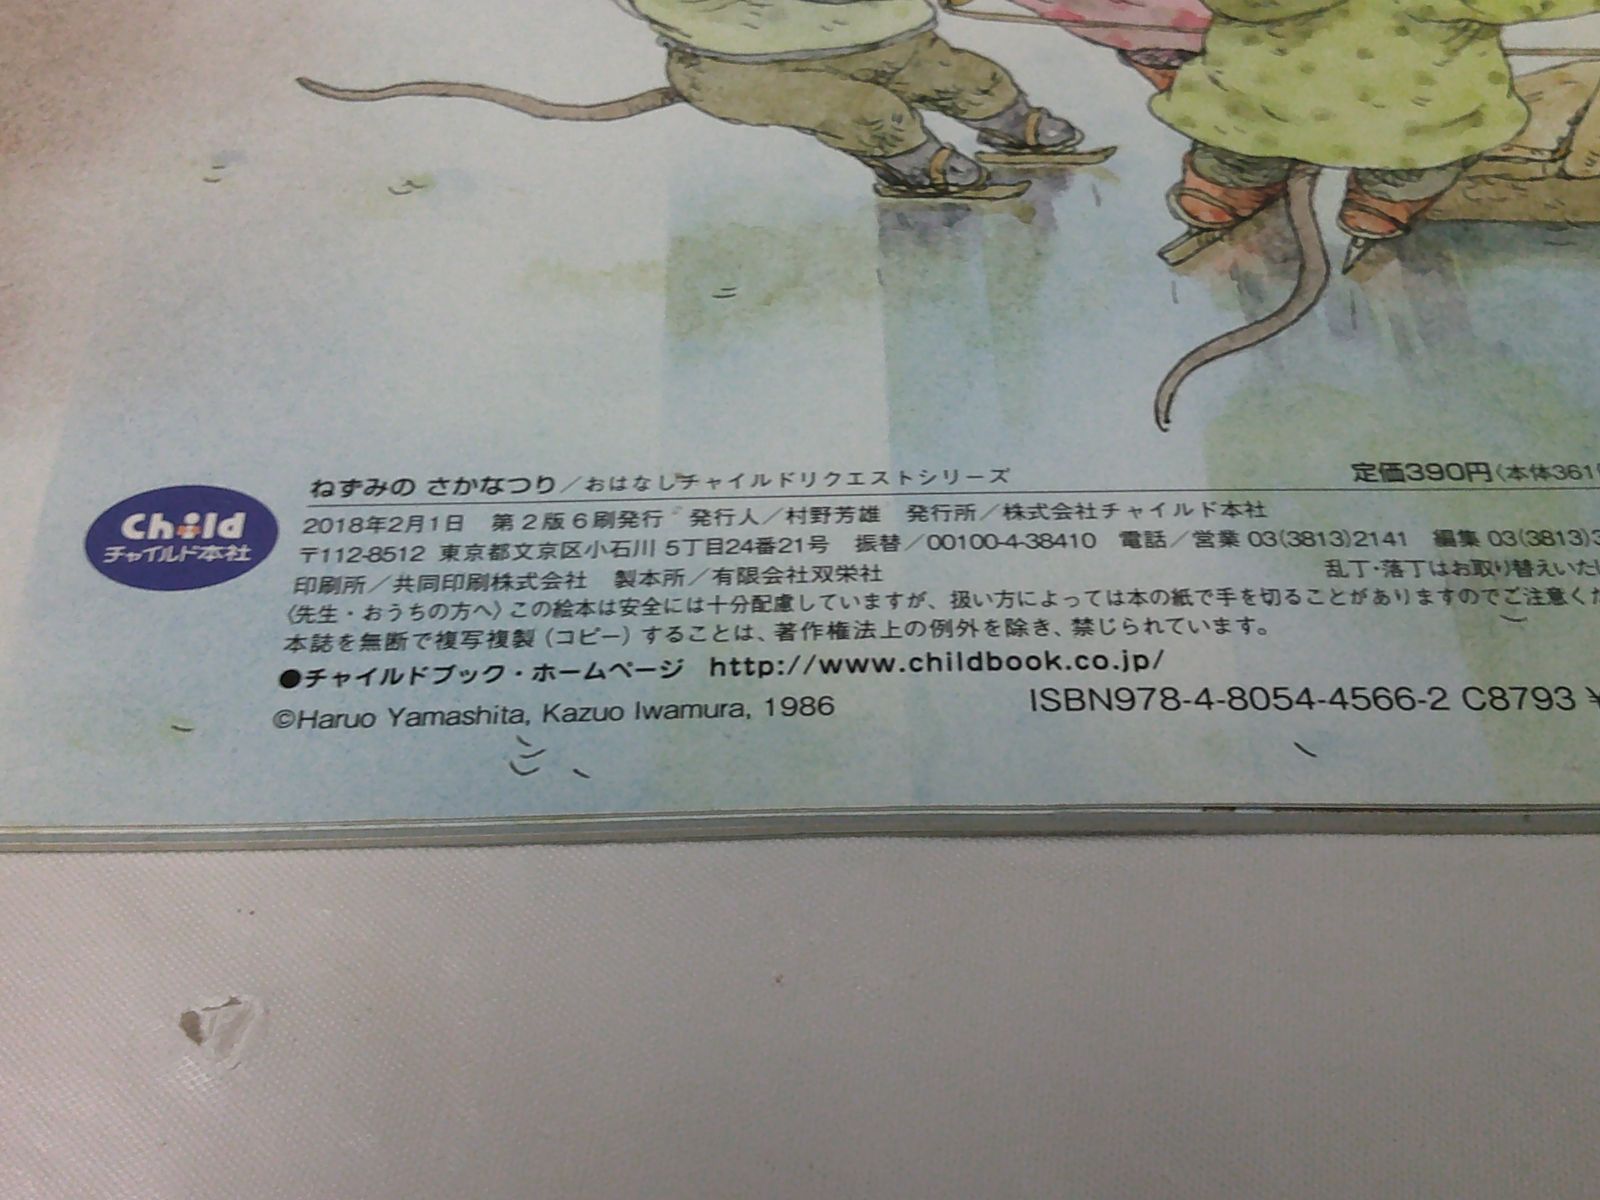 ねずみの さかなつり／おはなしチャイルドリクエストシリーズ 定価390円〈本体361
Child
チャイルド本社
2018年2月1日 第2版6刷発行 発行人／村野芳雄 発行所／株式会社チャイルド本社
〒112-8512 東京都文京区小石川 5丁目24番21号 振替／00100-4-38410 電話／営業 03(3813)2141 編集 03(3813)3
印刷所／共同印刷株式会社 製本所／有限会社双栄社 乱丁・落丁はお取り替えいた
〈先生・おうちの方へ〉この絵本は安全には十分配慮していますが、扱い方によっては本の紙で手を切ることがありますのでご注意くだ
本誌を無断で複写複製（コピー）することは、著作権法上の例外を除き、禁じられています。
●チャイルドブック・ホームページ http://www.childbook.co.jp/
©Haruo Yamashita, Kazuo Iwamura, 1986 ISBN978-4-8054-4566-2 C8793 ¥